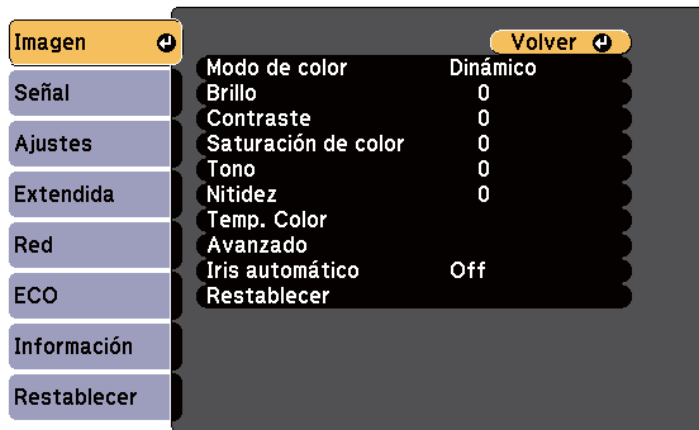 Imagen
Señal
Ajustes
Extendida
Red
ECO
Información
Restablecer
Volver
Modo de color Dinámico
Brillo 0
Contraste 0
Saturación de color 0
Tono 0
Nitidez 0
Temp. Color
Avanzado
Iris automático Off
Restablecer